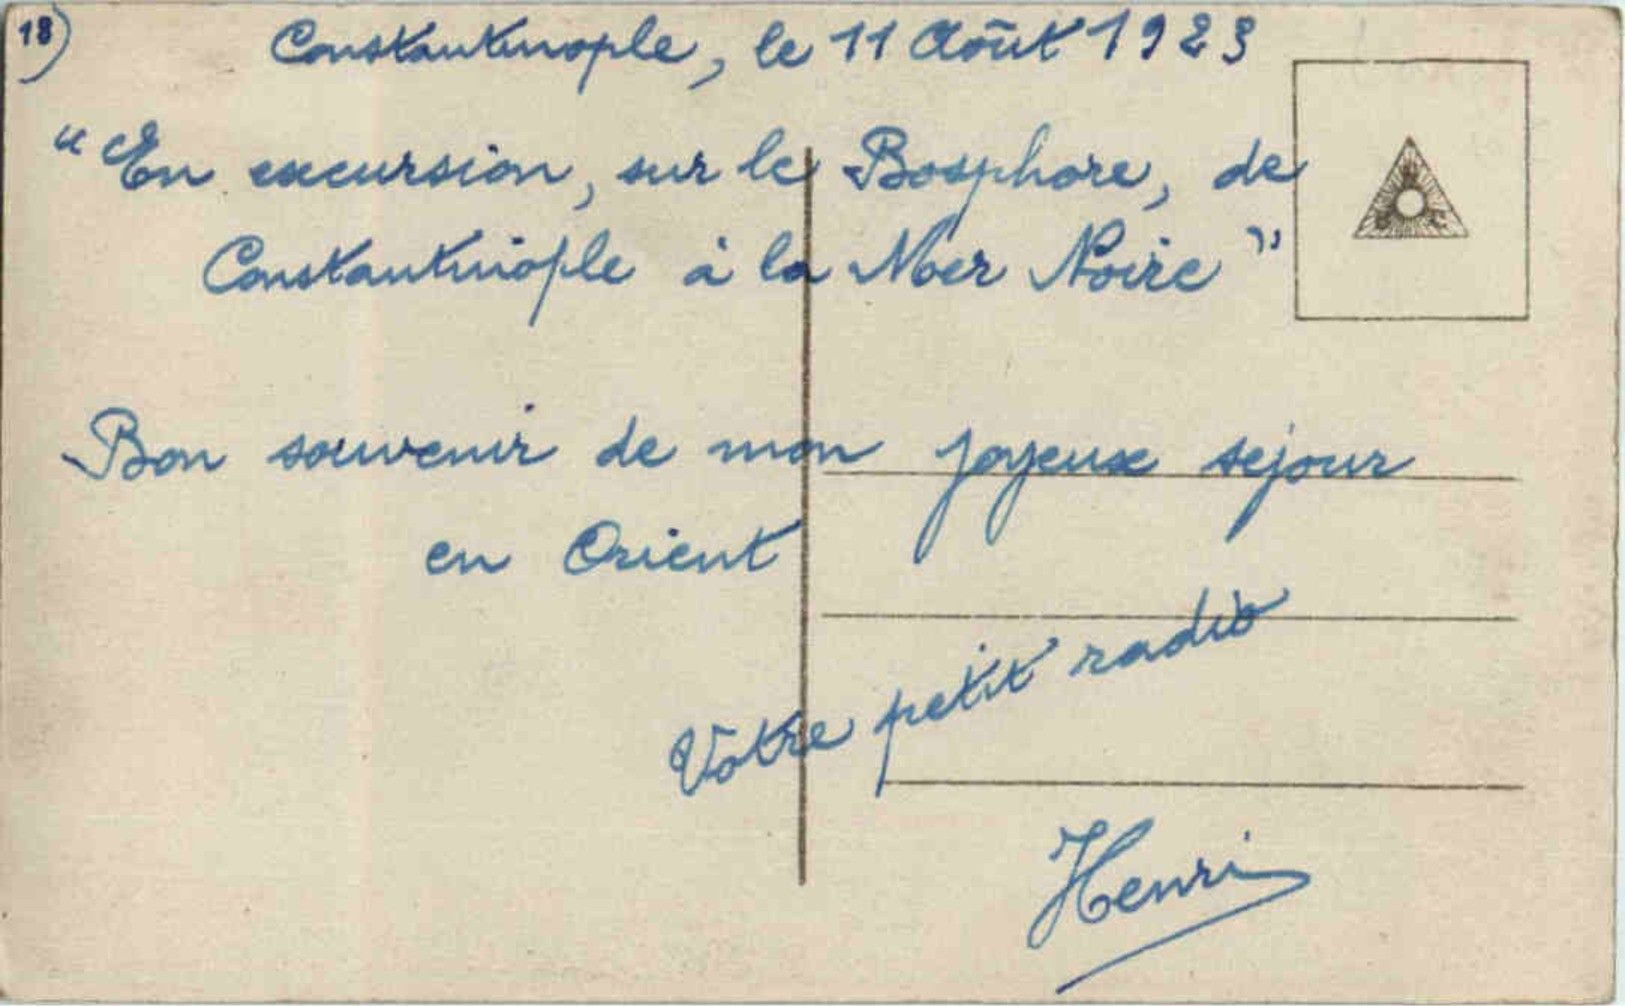 18)
Constantinople, le 11 Août 1923
"En excursion, sur le Bosphore, de
Constantinople à la Mer Noire"
Bon souvenir de mon joyeux séjour
en Orient
Votre petit radio
Henri